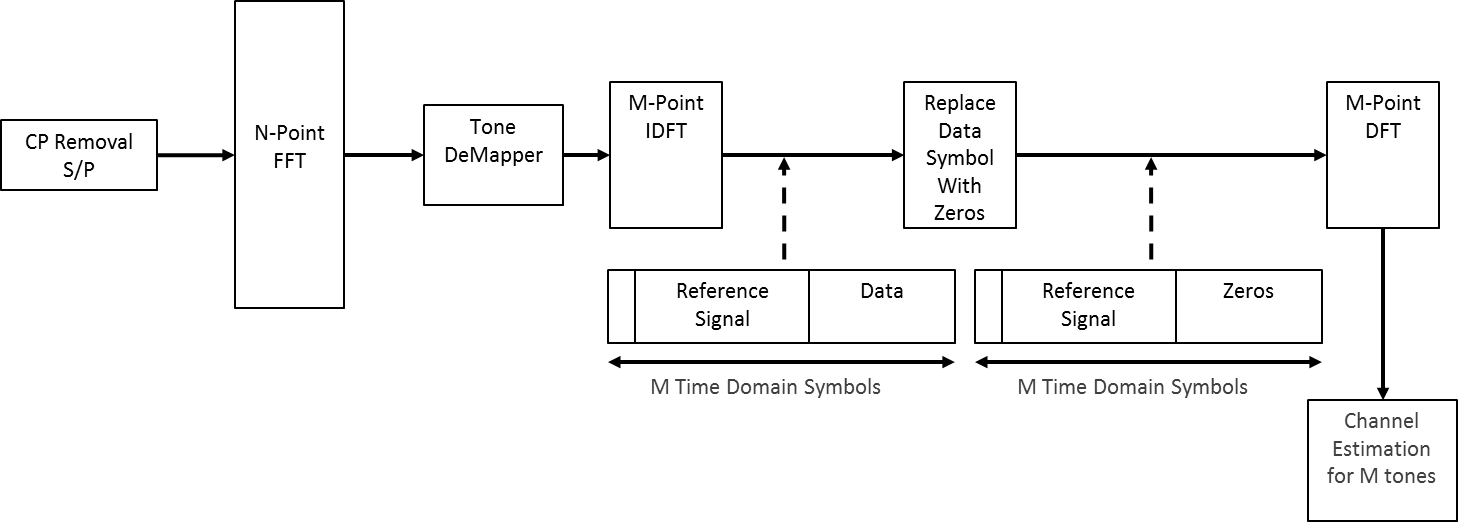 CP Removal
S/P
N-Point
FFT
Tone
DeMapper
M-Point
IDFT
Replace
Data
Symbol
With
Zeros
M-Point
DFT
Reference
Signal
Data
Reference
Signal
Zeros
M Time Domain Symbols
M Time Domain Symbols
Channel
Estimation
for M tones